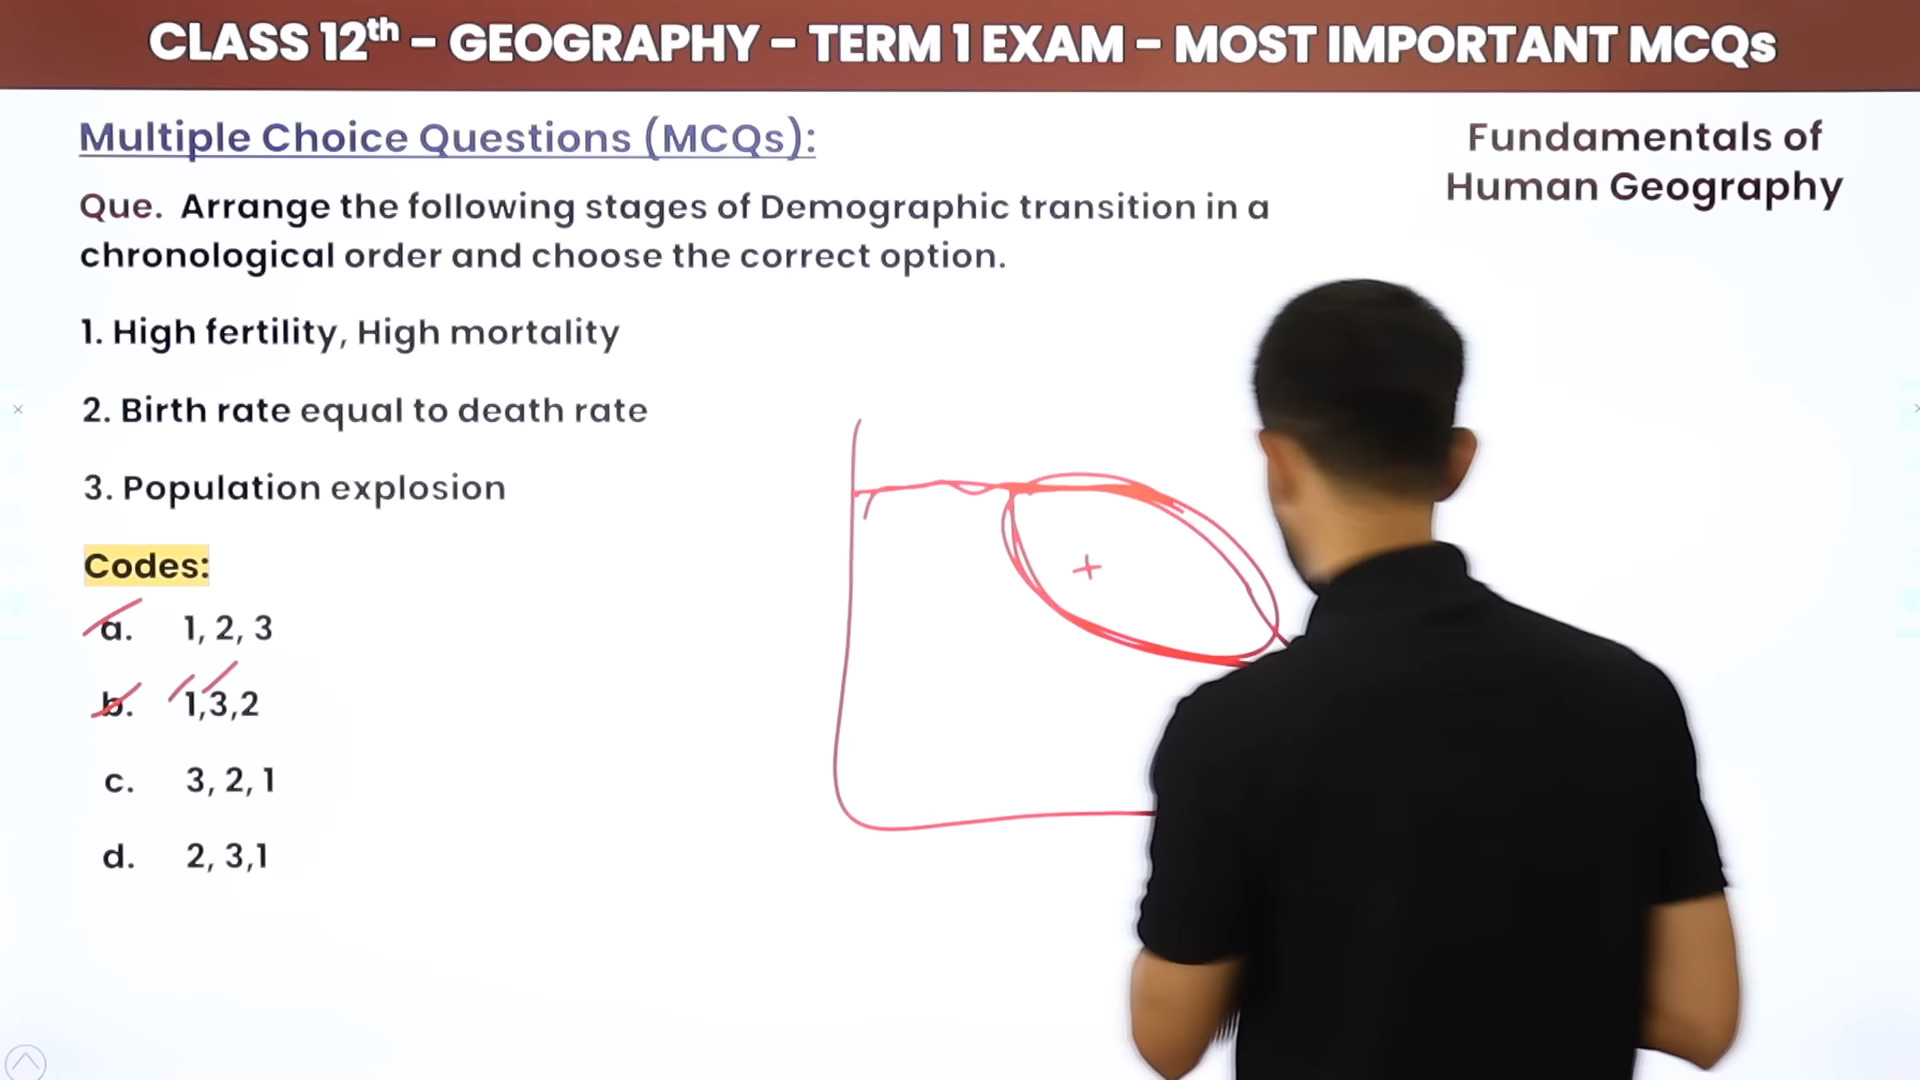 CLASS 12th - GEOGRAPHY - TERM 1 EXAM - MOST IMPORTANT MCQs
Multiple Choice Questions (MCQs):
Fundamentals of
Human Geography
Que. Arrange the following stages of Demographic transition in a
chronological order and choose the correct option.
1. High fertility, High mortality
2. Birth rate equal to death rate
3. Population explosion
Codes:
a. 1, 2, 3
b. 1,3,2
c. 3, 2, 1
d. 2, 3,1